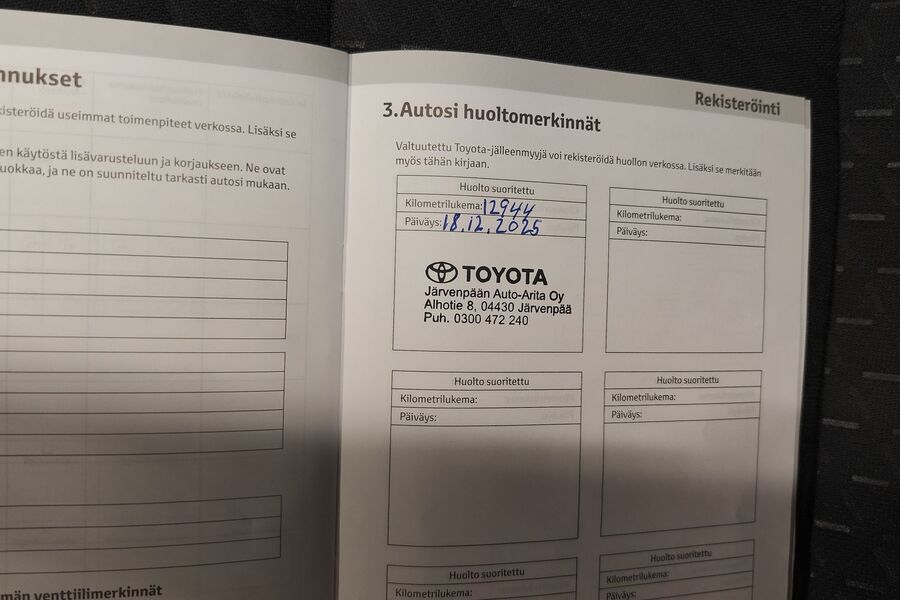 nnukset
kisteröidä useimmat toimenpiteet verkossa. Lisäksi se
en käytöstä lisävarusteluun ja korjaukseen. Ne ovat
uokkaa, ja ne on suunniteltu tarkasti autosi mukaan.
män venttiilimerkinnät
Rekisteröinti
3.Autosi huoltomerkinnät
Valtuutettu Toyota-jälleenmyyjä voi rekisteröidä huollon verkossa. Lisäksi se merkitään
myös tähän kirjaan.
Huolto suoritettu
Kilometrilukema: 12944
Päiväys: 18.12.2025
TOYOTA
Järvenpään Auto-Arita Oy
Alhotie 8, 04430 Järvenpää
Puh. 0300 472 240
Huolto suoritettu
Kilometrilukema:
Päiväys:
Huolto suoritettu
Kilometrilukema:
Päiväys:
Huolto suoritettu
Kilometrilukema:
Päiväys:
Huolto suoritettu
Kilometrilukema:
Huolto suoritettu
Kilometrilukema:
Päiväys: